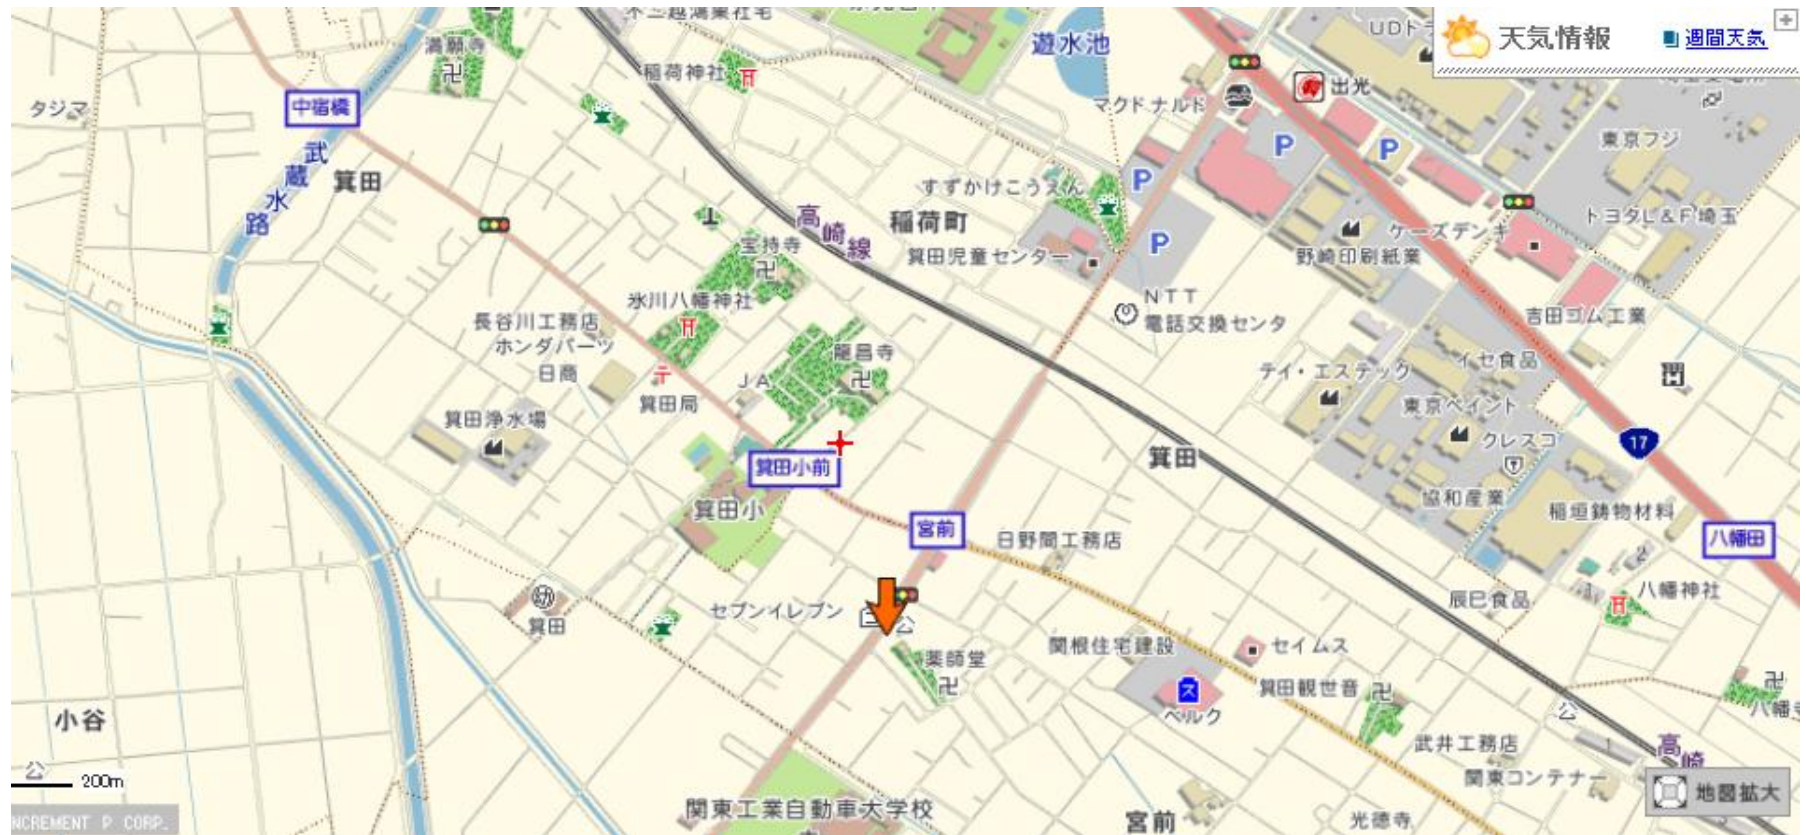 不二越鴻巣社宅
満願寺
遊水池
UDト
天気情報
週間天気
稲荷神社
タジマ
中宿橋
マクドナルド
出光
P
P
東京フジ
武蔵水路
箕田
すずかけこうえん
P
稲荷町
高崎線
宝持寺
箕田児童センター
P
ケーズデンキ
トヨタL&F埼玉
野崎印刷紙業
氷川八幡神社
NTT
電話交換センタ
長谷川工務店
ホンダパーツ
吉田ゴム工業
龍昌寺
日商
JA
箕田局
テイ・エステック
イセ食品
東京ペイント
箕田浄水場
クレスコ
17
箕田小前
箕田
箕田小
協和産業
稲垣鋳物材料
宮前
日野間工務店
八幡田
セブンイレブン
辰巳食品
八幡神社
箕田
薬師堂
関根住宅建設
セイムス
箕田観世音
ス
ベルク
小谷
八幡寺
武井工務店
高崎
200m
関東コンテナー
地図拡大
関東工業自動車大学校
宮前
光徳寺
NCREMENT P CORP.